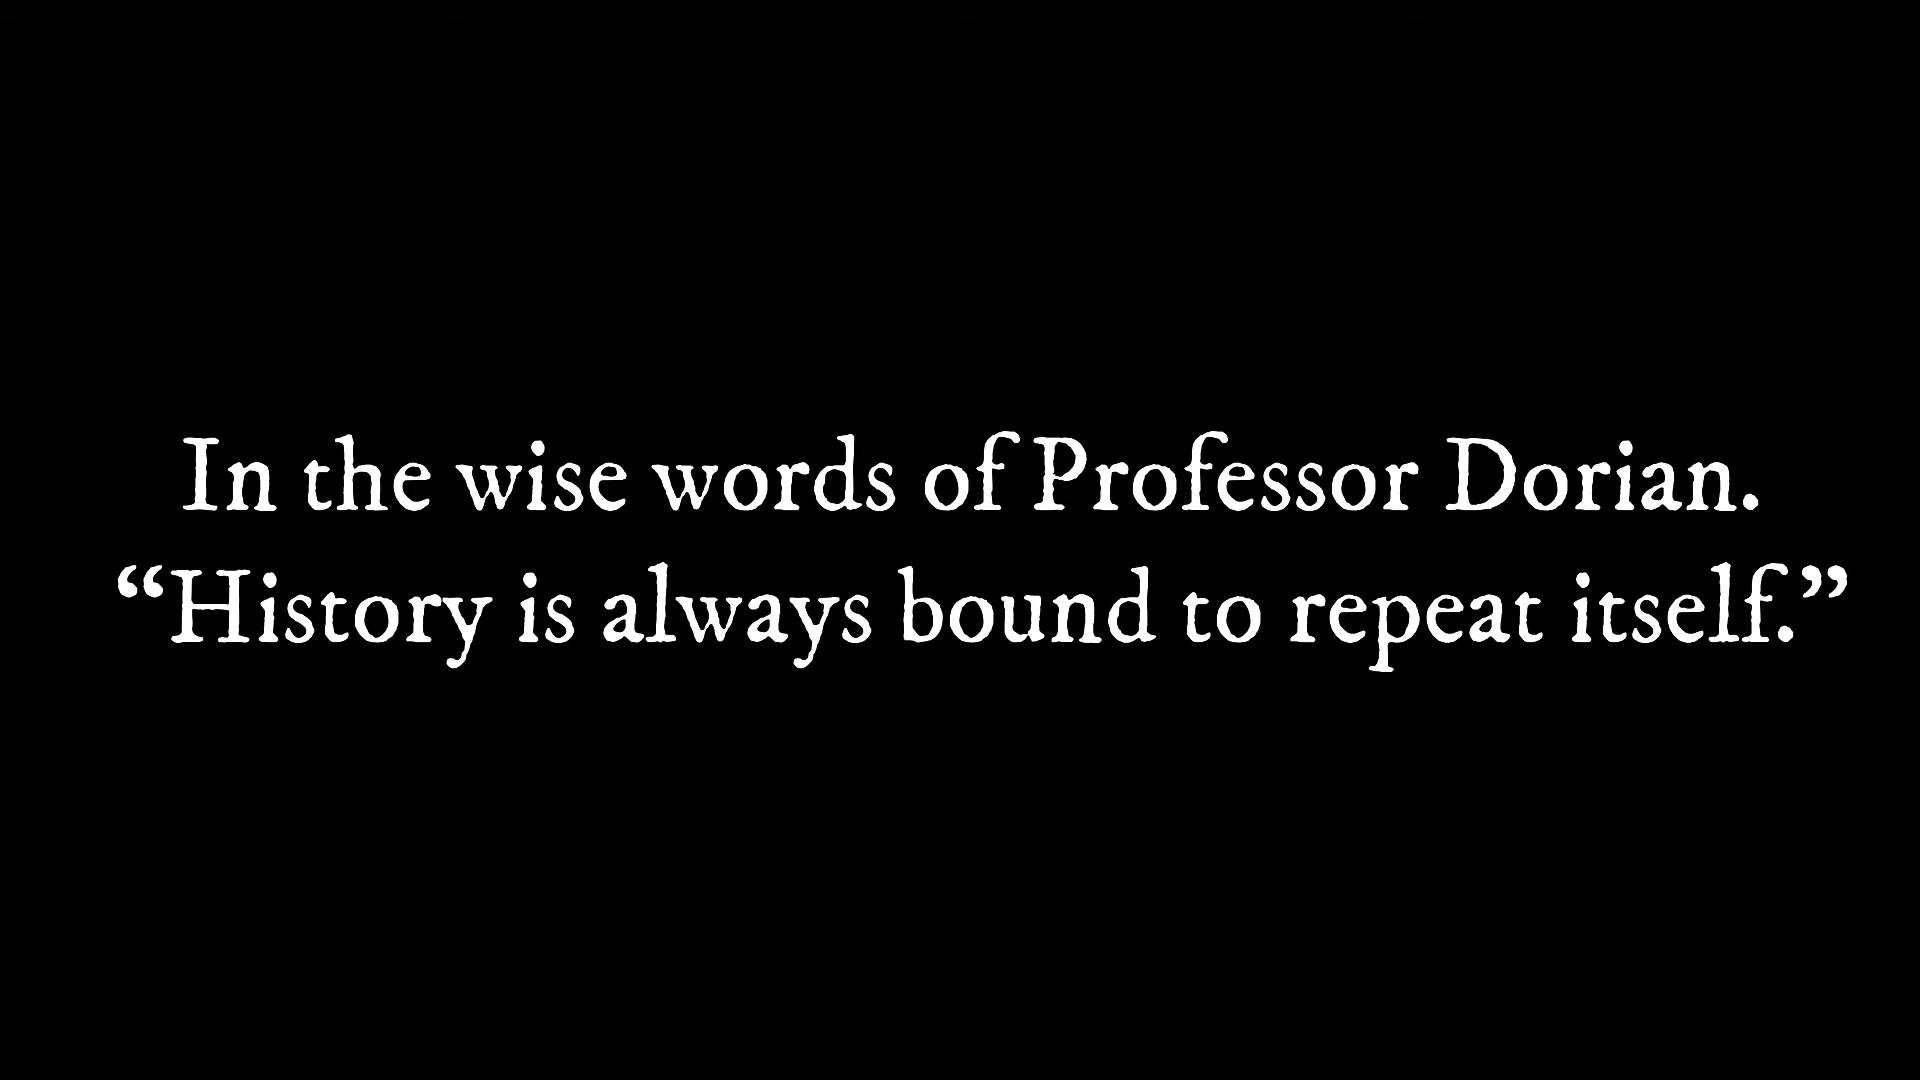 In the wise words of Professor Dorian.
“History is always bound to repeat itself.”